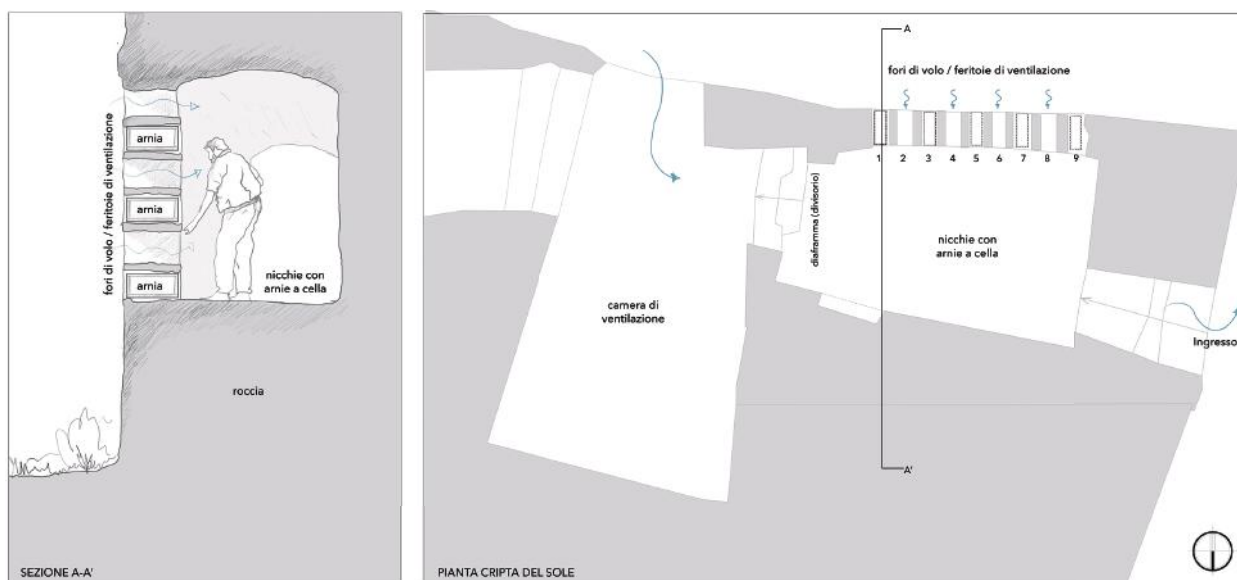 fori di volo / feritoie di ventilazione
arnia
arnia
arnia
nicchie con
arnie a cella
roccia
SEZIONE A-A'
A
fori di volo / feritoie di ventilazione
1 2 3 4 5 6 7 8 9
diaframma (divisorio)
nicchie con
arnie a cella
camera di
ventilazione
Ingresso
A'
PIANTA CRIPTA DEL SOLE